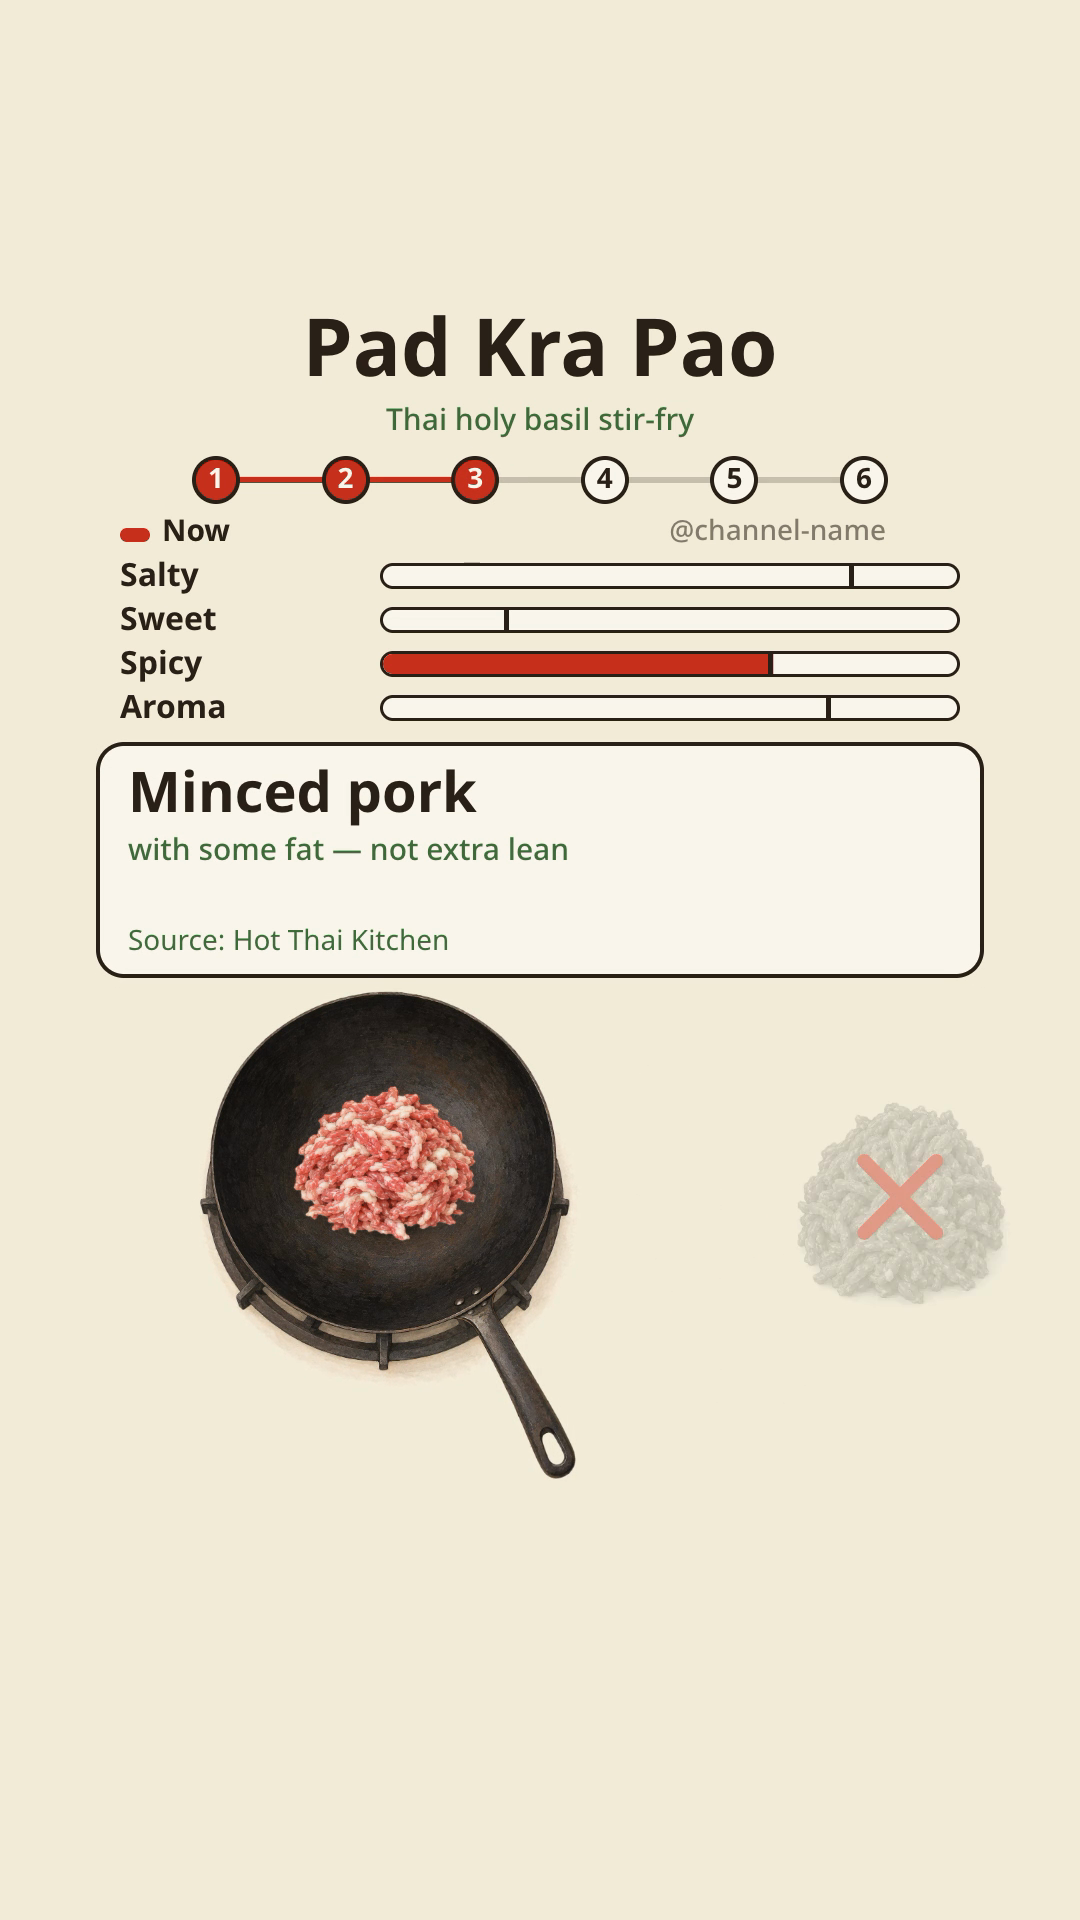 Pad Kra Pao
Thai holy basil stir-fry
1 2 3 4 5 6
Now @channel-name
Salty
Sweet
Spicy
Aroma
Minced pork
with some fat — not extra lean
Source: Hot Thai Kitchen